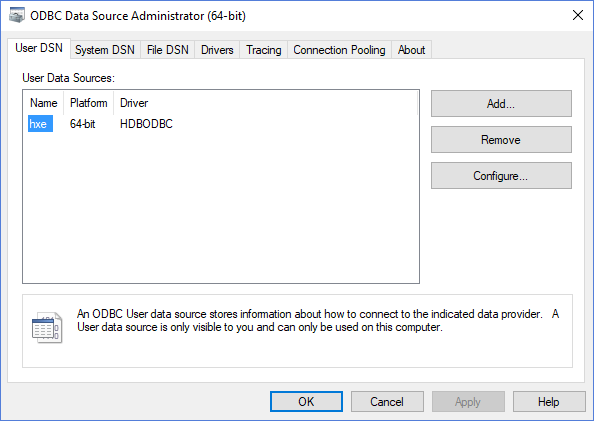 ODBC Data Source Administrator (64-bit)
User DSN System DSN File DSN Drivers Tracing Connection Pooling About
User Data Sources:
Name Platform Driver
hxe 64-bit HDBODBC
Add...
Remove
Configure...
An ODBC User data source stores information about how to connect to the indicated data provider. A
User data source is only visible to you and can only be used on this computer.
OK Cancel Apply Help